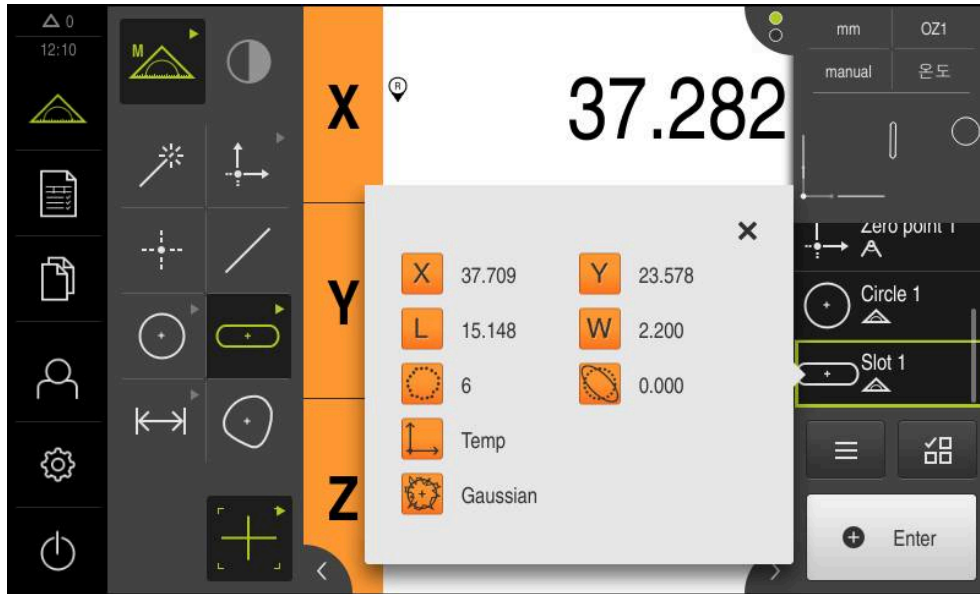 0
12:10
M
X
R
37.282
mm
OZ1
manual
온도
Zero point 1
Circle 1
Slot 1
X 37.709
Y 23.578
L 15.148
W 2.200
6
0.000
Temp
Gaussian
Y
Z
Enter